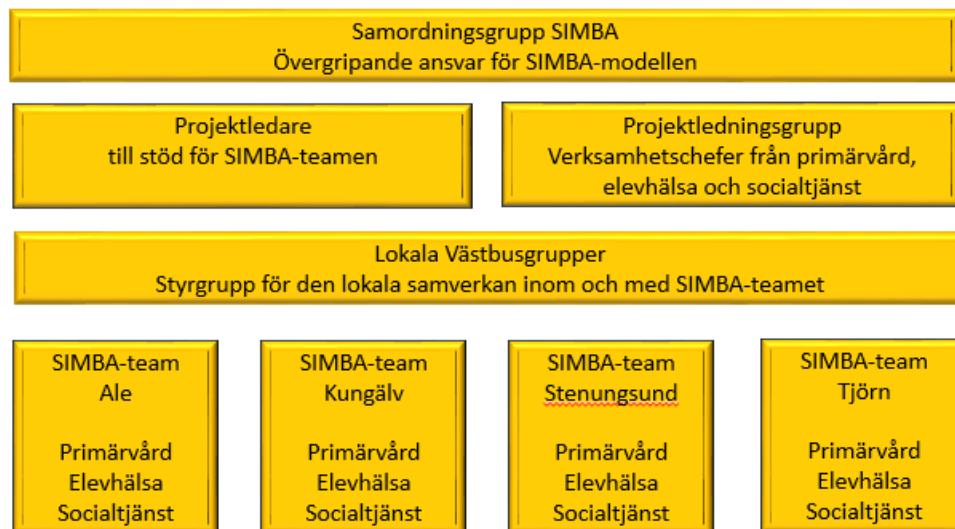 Samordningsgrupp SIMBA
Övergripande ansvar för SIMBA-modellen
Projektledare
till stöd för SIMBA-teamen
Projektledningsgrupp
Verksamhetschefer från primärvård,
elevhälsa och socialtjänst
Lokala Västbusgrupper
Styrgrupp för den lokala samverkan inom och med SIMBA-teamet
SIMBA-team
Ale
Primärvård
Elevhälsa
Socialtjänst
SIMBA-team
Kungälv
Primärvård
Elevhälsa
Socialtjänst
SIMBA-team
Stenungsund
Primärvård
Elevhälsa
Socialtjänst
SIMBA-team
Tjörn
Primärvård
Elevhälsa
Socialtjänst